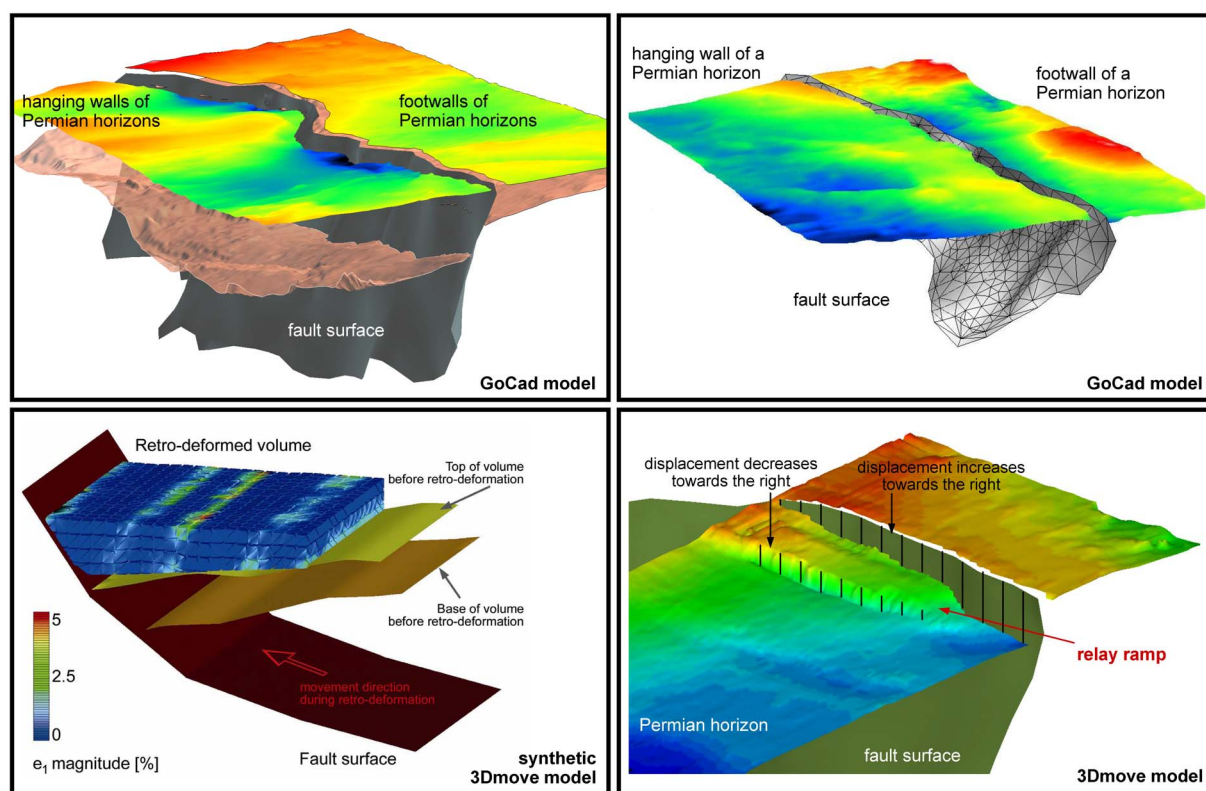 hanging walls of
Permian horizons
footwalls of
Permian horizons
fault surface
GoCad model
hanging wall of a
Permian horizon
footwall of a
Permian horizon
fault surface
GoCad model
Retro-deformed volume
Top of volume
before retro-deformation
Base of volume
before retro-deformation
5
2.5
0
e₁ magnitude [%]
movement direction
during retro-deformation
Fault surface
synthetic
3Dmove model
displacement decreases
towards the right
displacement increases
towards the right
relay ramp
Permian horizon
fault surface
3Dmove model